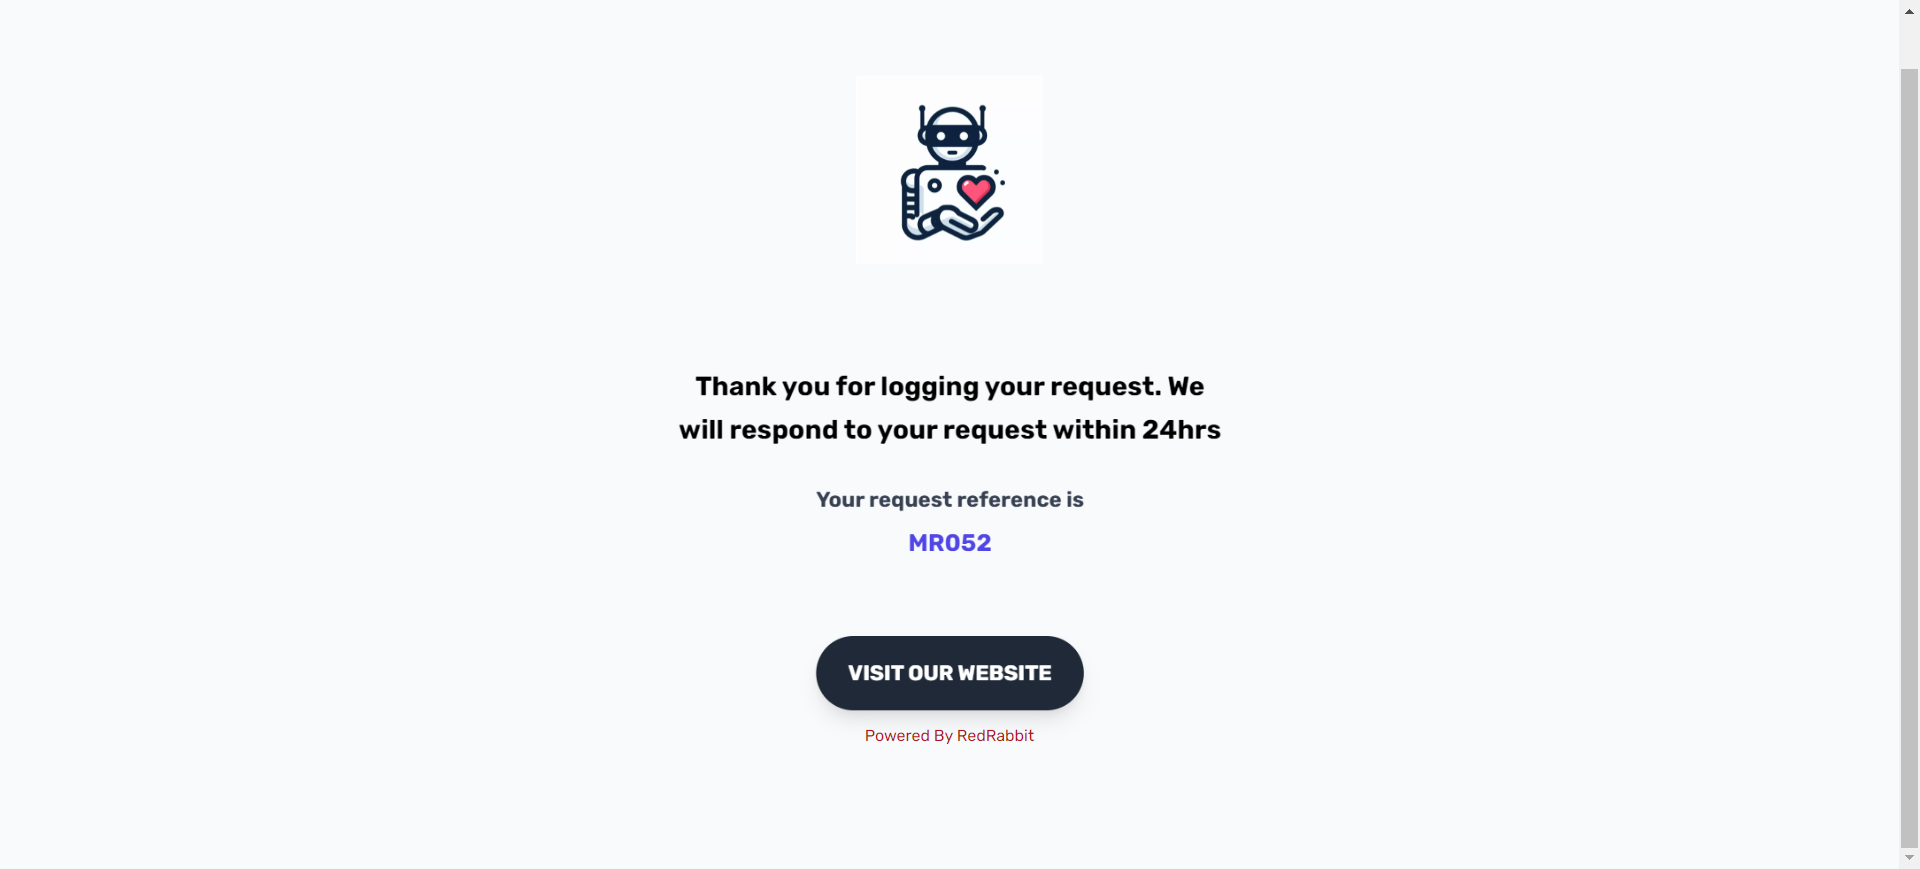 Thank you for logging your request. We
will respond to your request within 24hrs
Your request reference is
MR052
VISIT OUR WEBSITE
Powered By RedRabbit